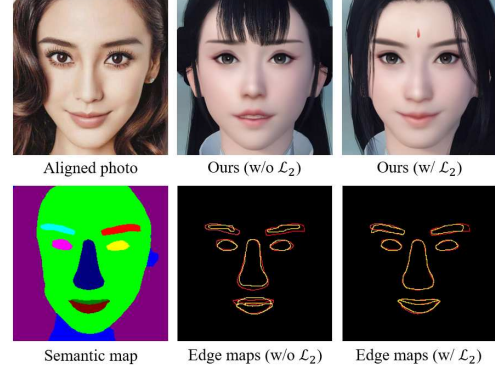 Aligned photo
Ours (w/o ℒ₂)
Ours (w/ ℒ₂)
Semantic map
Edge maps (w/o ℒ₂)
Edge maps (w/ ℒ₂)